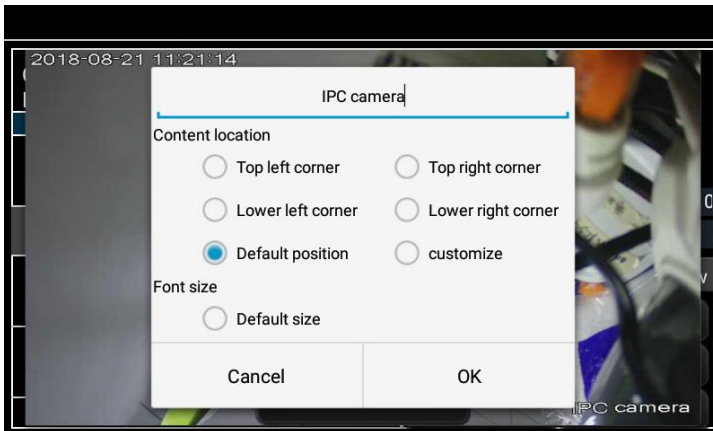 2018-08-21 11:21:14
IPC camera
Content location
Top left corner
Top right corner
Lower left corner
Lower right corner
Default position
customize
Font size
Default size
Cancel
OK
IPC camera